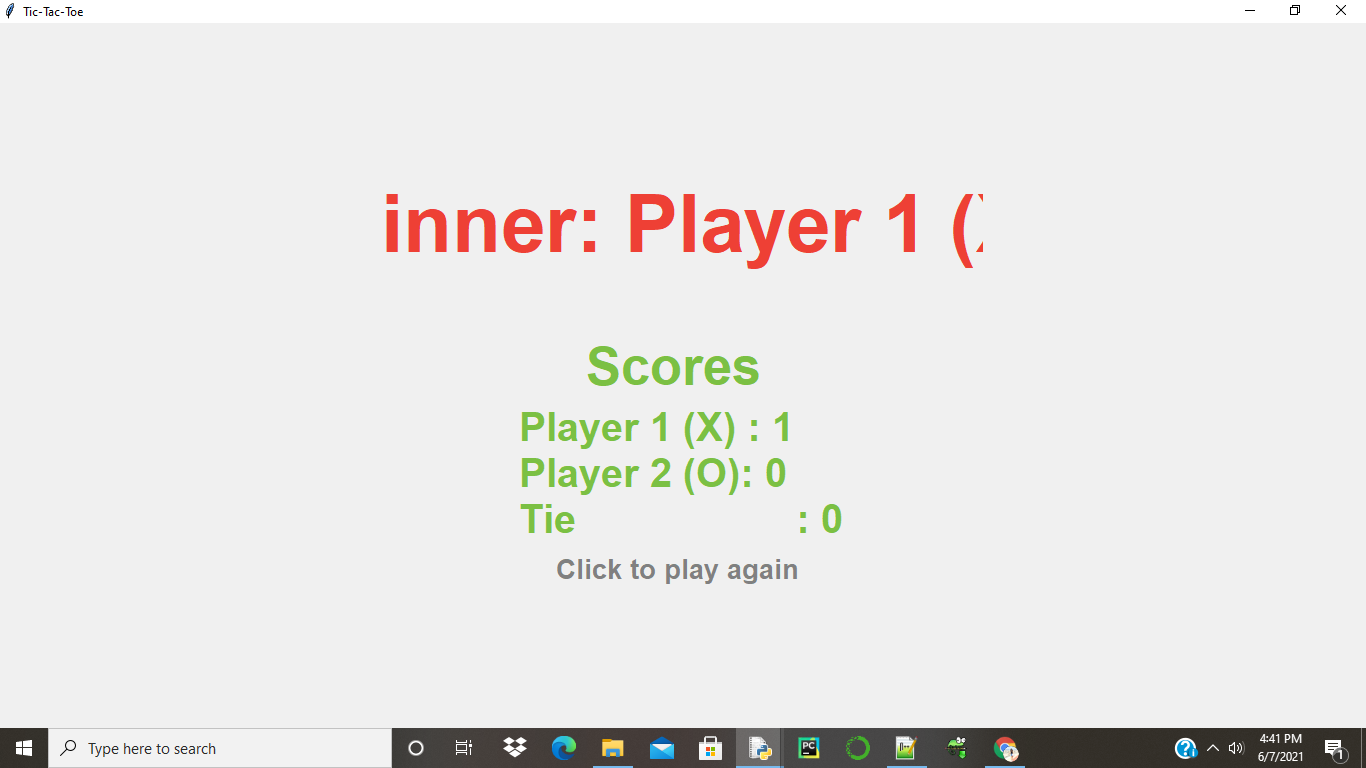 Tic-Tac-Toe
inner: Player 1 (
Scores
Player 1 (X) : 1
Player 2 (O): 0
Tie : 0
Click to play again
Type here to search
PC
4:41 PM
6/7/2021
1